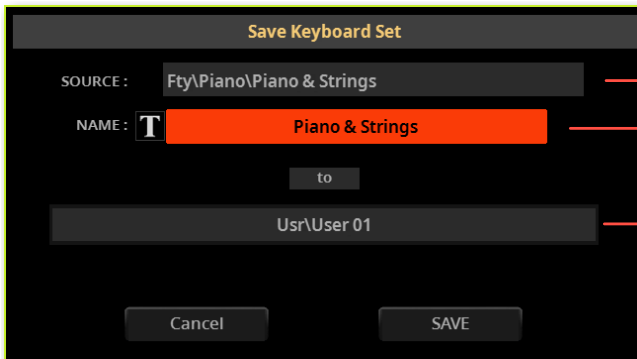 Save Keyboard Set
SOURCE : Fty\Piano\Piano & Strings
NAME : T Piano & Strings
to
Usr\User 01
Cancel SAVE